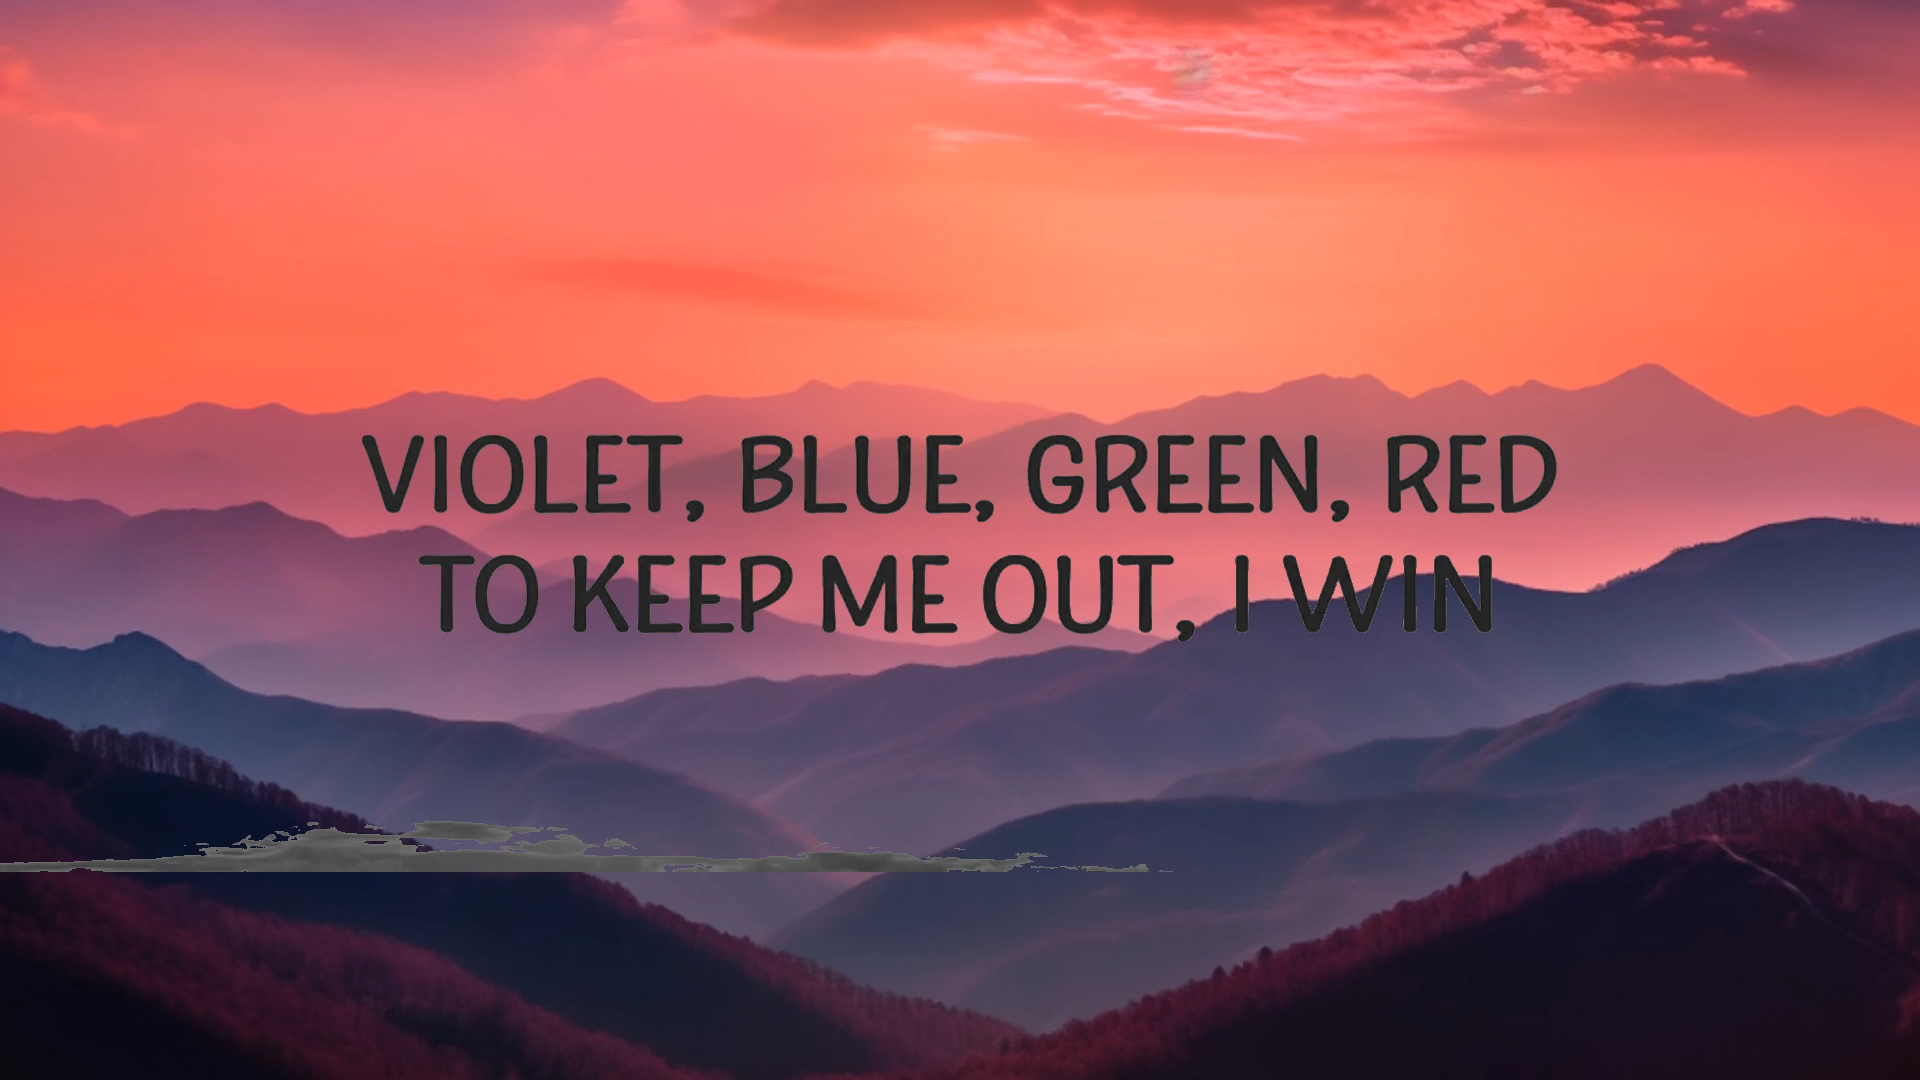 VIOLET, BLUE, GREEN, RED
TO KEEP ME OUT, I WIN